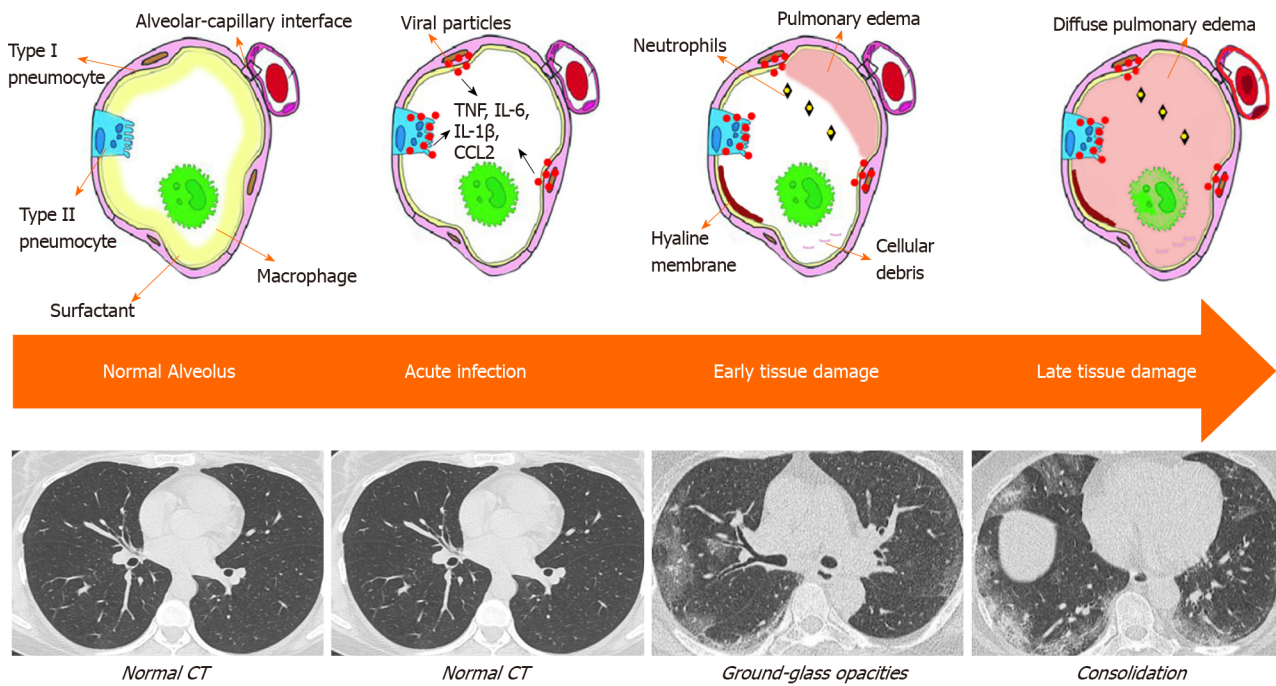 Alveolar-capillary interface
Type I
pneumocyte
Type II
pneumocyte
Surfactant
Macrophage
Viral particles
TNF, IL-6,
IL-1β,
CCL2
Pulmonary edema
Neutrophils
Hyaline
membrane
Cellular
debris
Diffuse pulmonary edema
Normal Alveolus
Acute infection
Early tissue damage
Late tissue damage
Normal CT
Normal CT
Ground-glass opacities
Consolidation